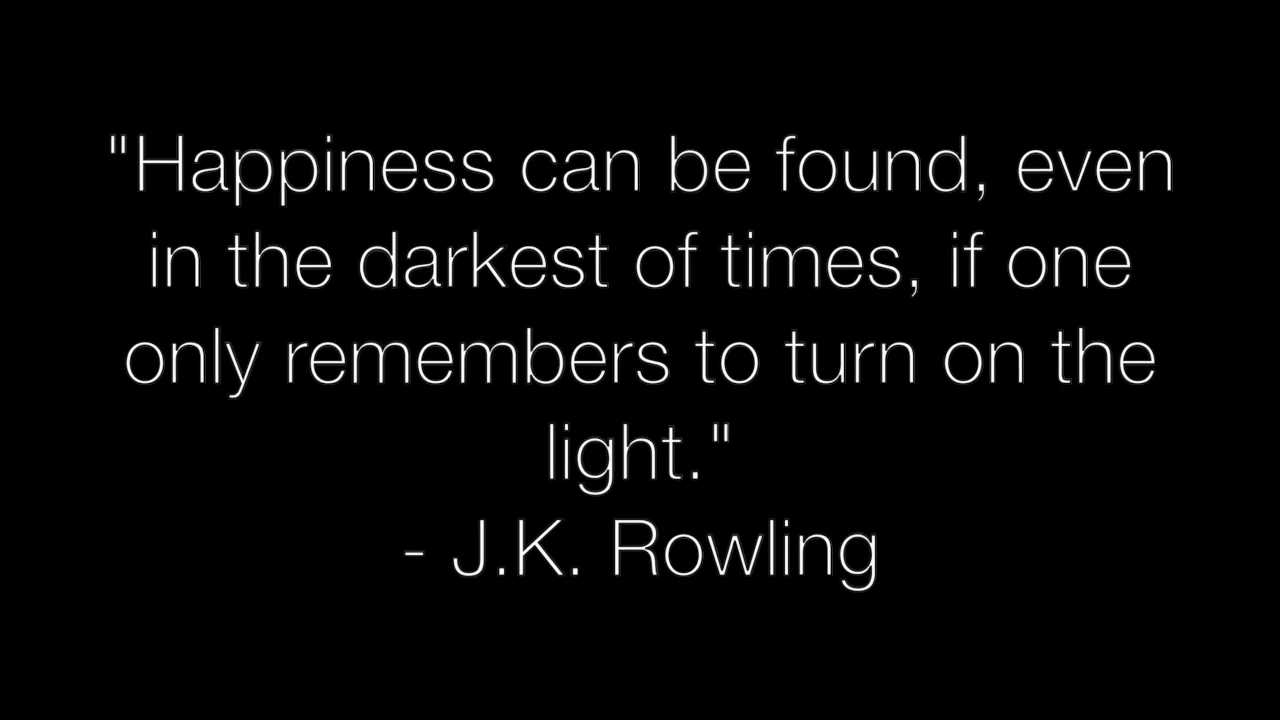 "Happiness can be found, even
in the darkest of times, if one
only remembers to turn on the
light."
- J.K. Rowling